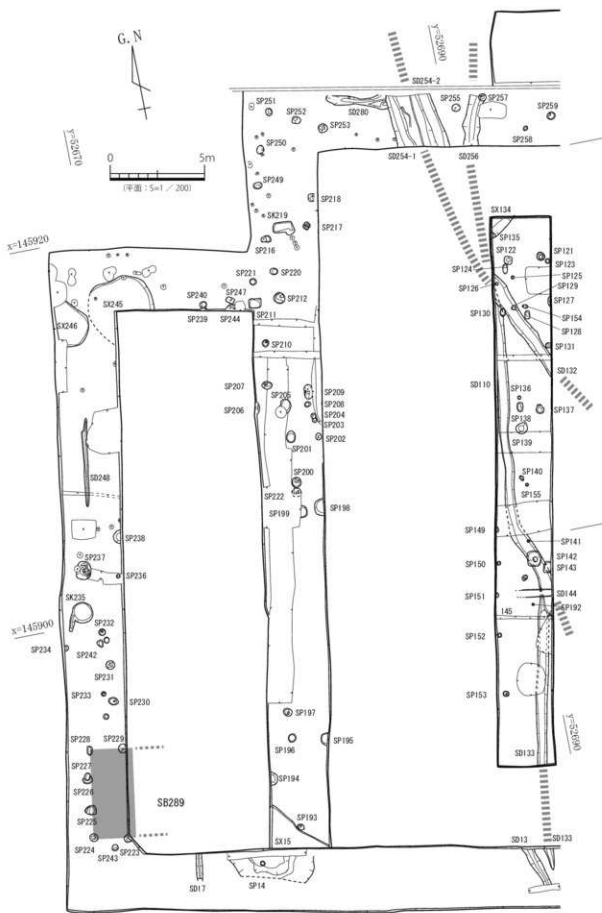 G.N
y=52690
y=52670
0 5m
(平面：S=1／200)
x=145920
SD254-2
SP251
SP252
SD280
SP253
SP255
SP257
SP259
SP258
SP250
SD254-1
SD256
SP249
SP218
SK219
SP217
SP216
SX134
SP135
SP122
SP121
SP123
SP124
SP125
SP129
SP126
SP127
SP154
SP130
SP128
SP131
SP221
SP220
SP247
SP240
SP212
SX245
SP239
SP244
SP211
SX246
SP210
SD132
SD110
SP207
SP209
SP205
SP208
SP206
SP204
SP203
SP202
SP201
SP136
SP137
SP138
SP139
SD248
SP200
SP222
SP199
SP198
SP140
SP155
SP238
SP149
SP141
SP142
SP143
SP237
SP150
SP236
SK235
SP151
SD144
SP192
145
x=145900
SP232
SP234
SP242
SP152
SP231
SP233
SP230
SP153
SP197
y=52690
SP228
SP229
SP196
SP195
SD133
SP227
SP226
SP194
SB289
SP225
SP193
SP224
SP243
SP223
SX15
SD13
SD133
SD17
SP14